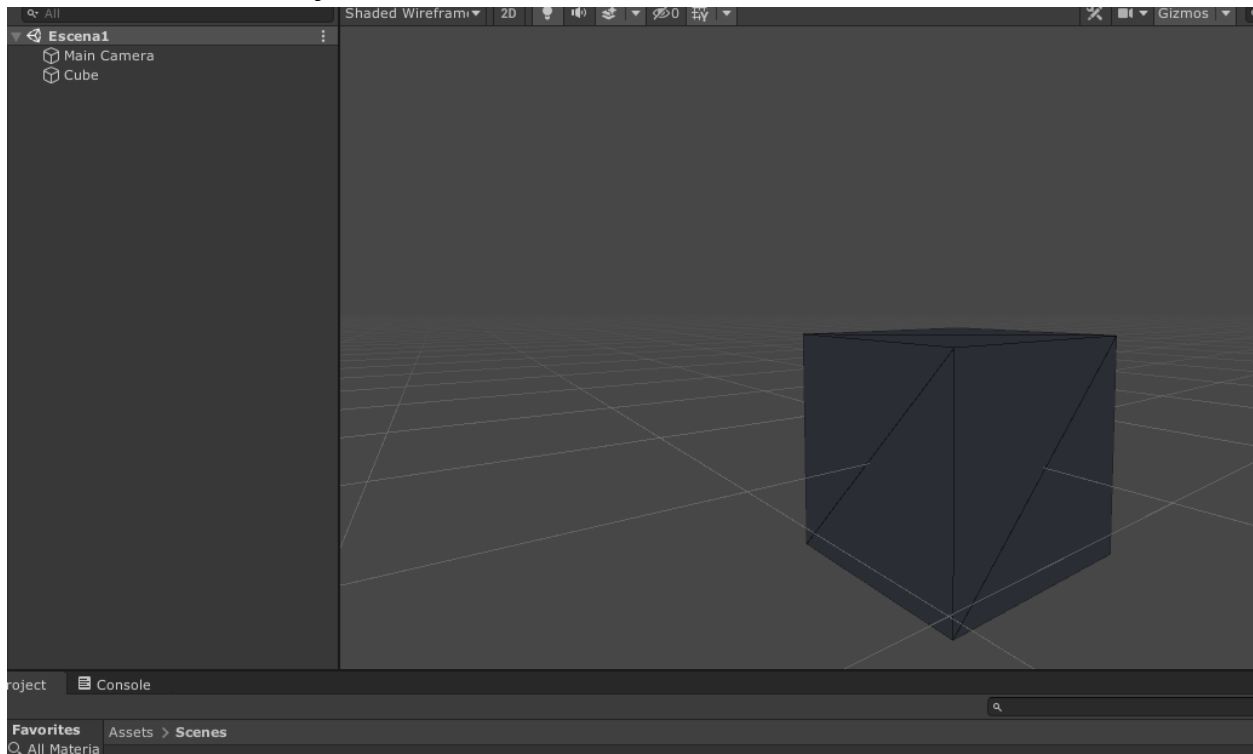 All
Shaded Wirefram 2D 0 Gizmos
Escena1
Main Camera
Cube
roject Console
Favorites Assets > Scenes
All Materia